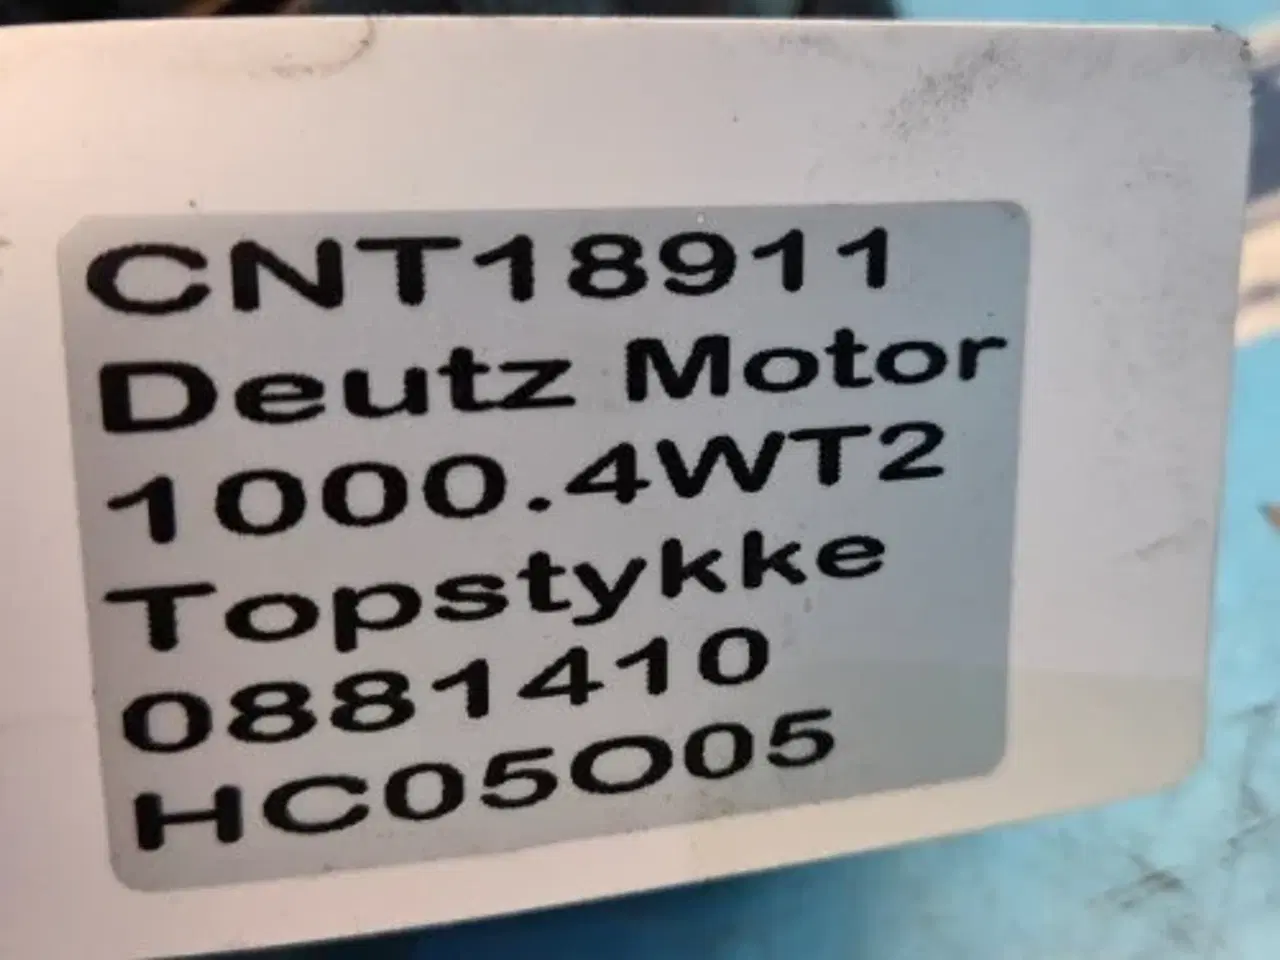 CNT18911
Deutz Motor
1000.4WT2
Topstykke
0881410
HC05O05